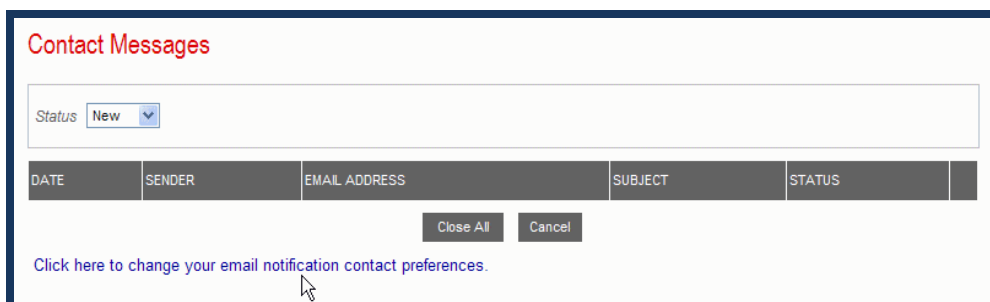 Contact Messages
Status New
DATE SENDER EMAIL ADDRESS SUBJECT STATUS
Close All Cancel
Click here to change your email notification contact preferences.